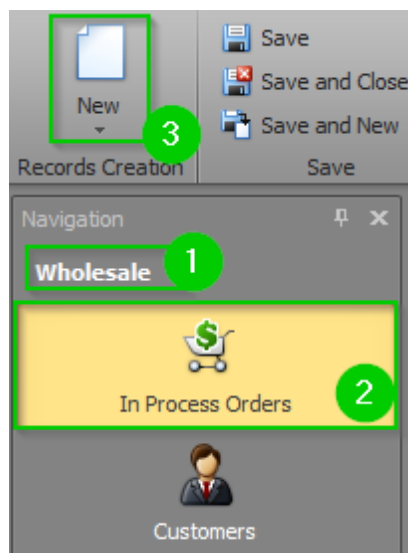 Save
Save and Close
New
3
Save and New
Records Creation
Save
Navigation
Wholesale
1
In Process Orders
2
Customers